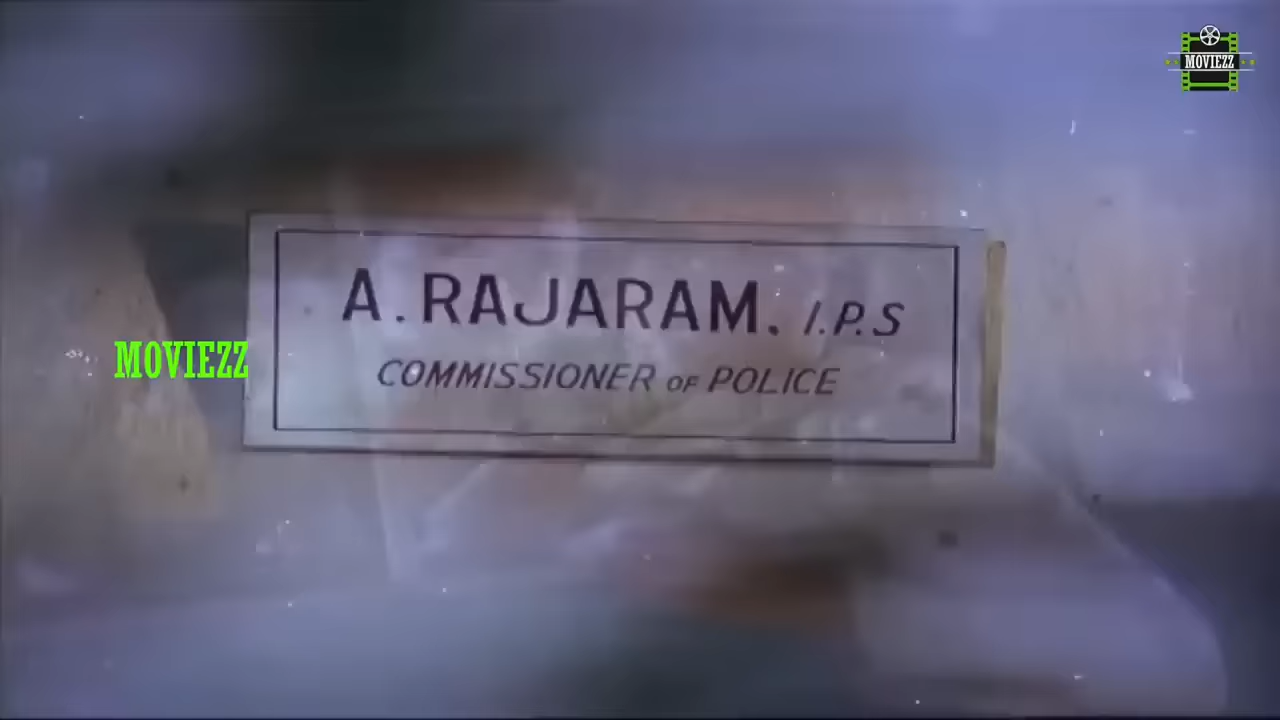 MOVIEZZ
A. RAJARAM. I.P.S
MOVIEZZ
COMMISSIONER OF POLICE